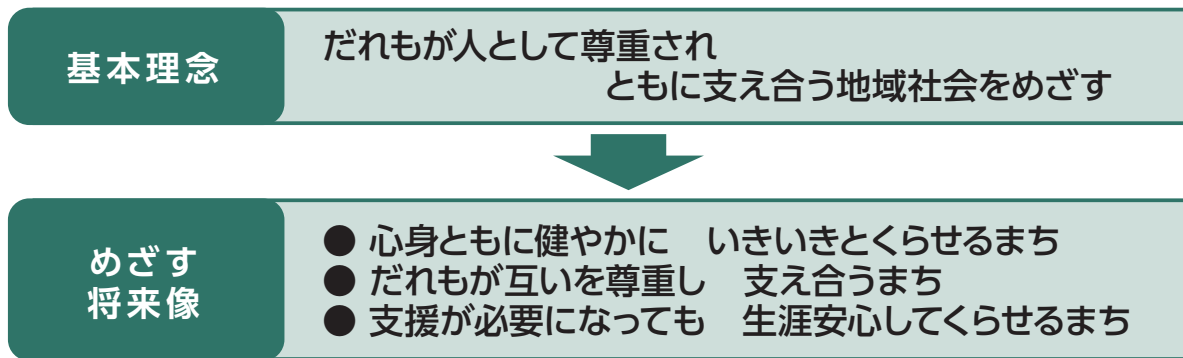 基本理念
だれもが人として尊重され
ともに支え合う地域社会をめざす
めざす
将来像
● 心身ともに健やかに　いきいきとくらせるまち
● だれもが互いを尊重し　支え合うまち
● 支援が必要になっても　生涯安心してくらせるまち